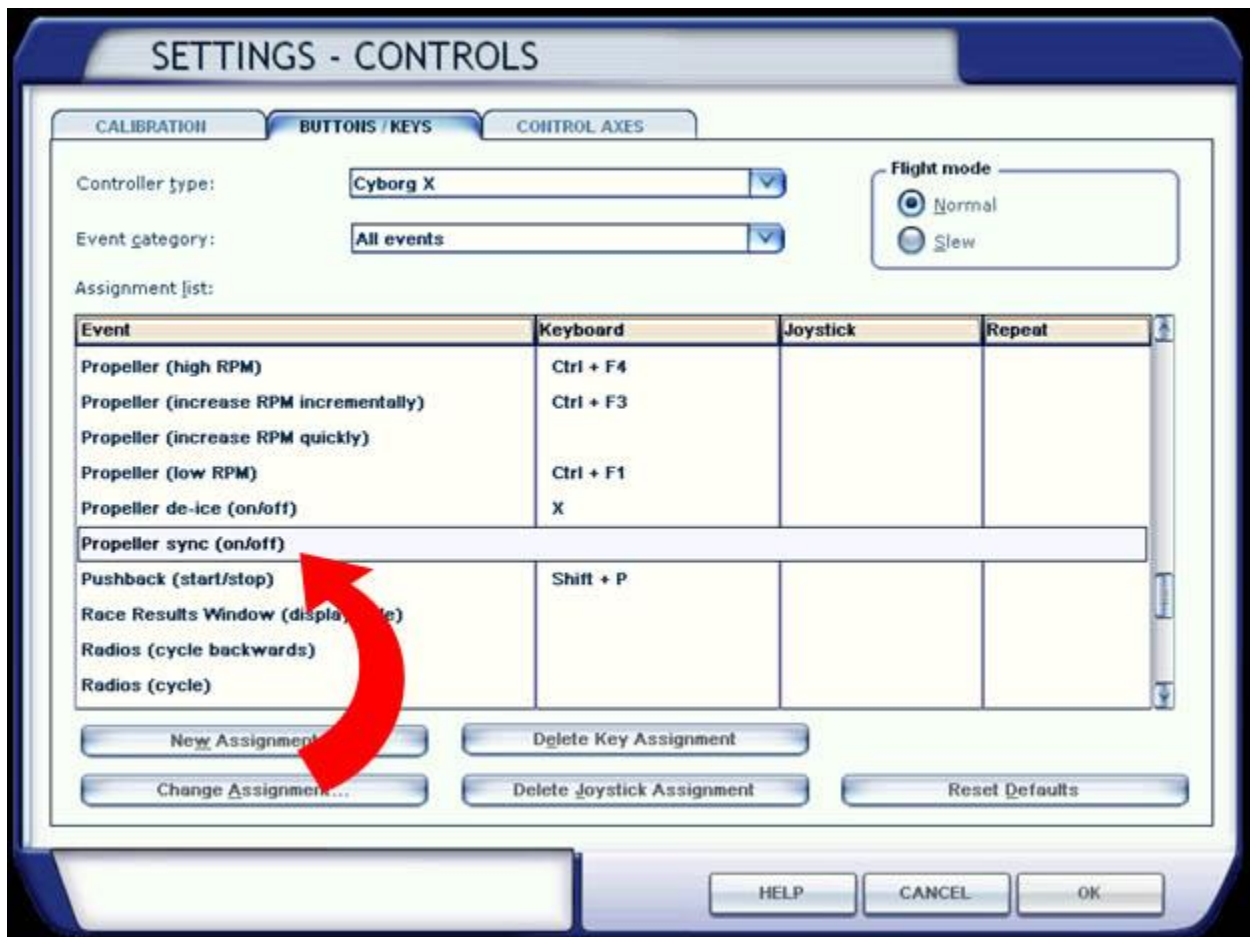 SETTINGS - CONTROLS
CALIBRATION BUTTONS / KEYS CONTROL AXES
Controller type: Cyborg X
Flight mode
Normal
Event category: All events
Slew
Assignment list:
Event Keyboard Joystick Repeat
Propeller (high RPM) Ctrl + F4
Propeller (increase RPM incrementally) Ctrl + F3
Propeller (increase RPM quickly)
Propeller (low RPM) Ctrl + F1
Propeller de-ice (on/off) X
Propeller sync (on/off)
Pushback (start/stop) Shift + P
Race Results Window
Radios (cycle backwards)
Radios (cycle)
New Assignment Delete Key Assignment
Change Assignment... Delete Joystick Assignment Reset Defaults
HELP CANCEL OK